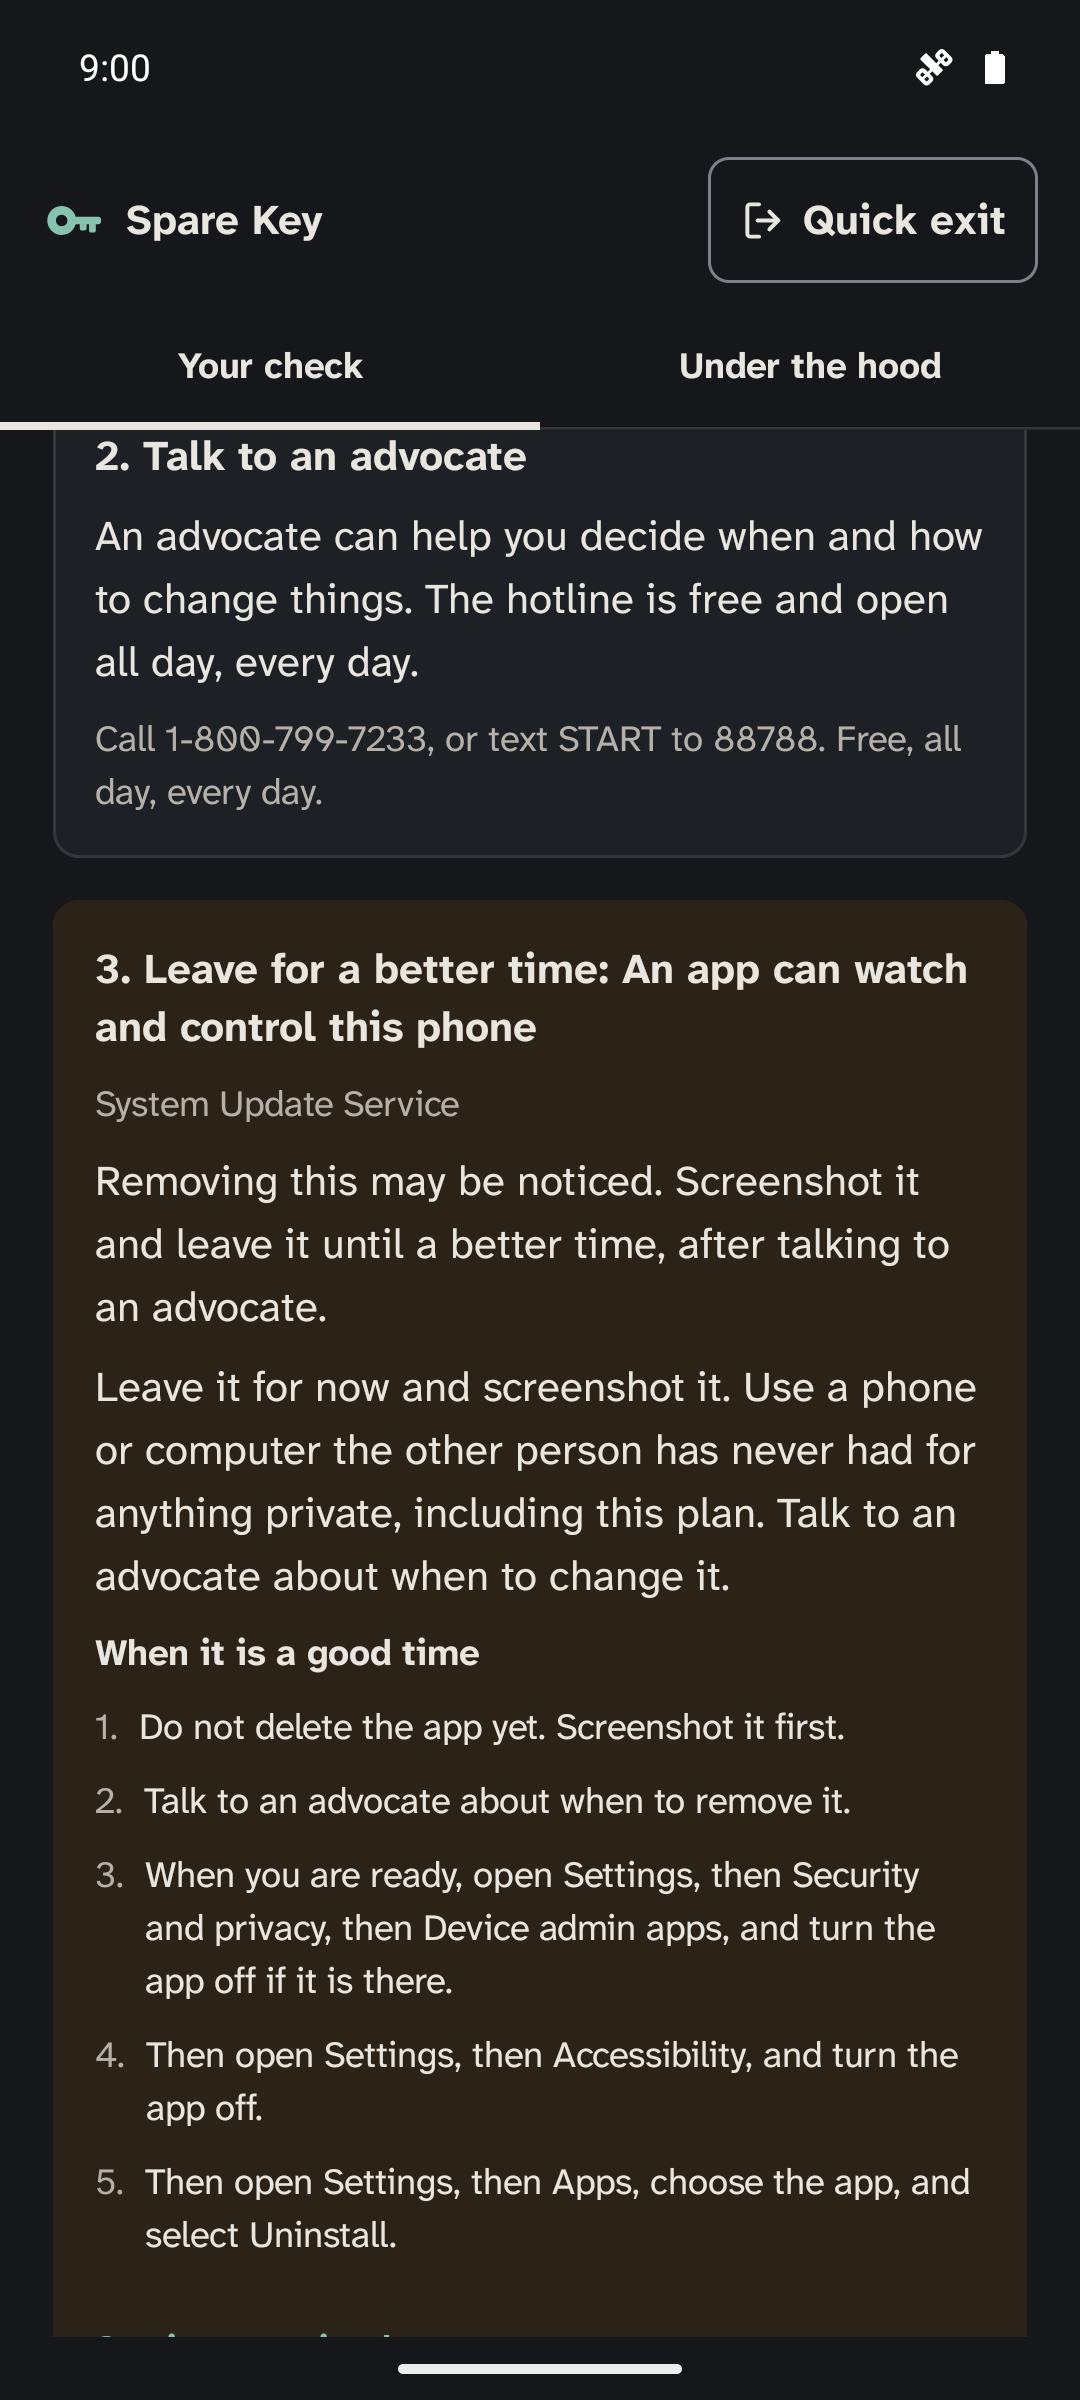 9:00
Spare Key
Quick exit
Your check
Under the hood
2. Talk to an advocate
An advocate can help you decide when and how
to change things. The hotline is free and open
all day, every day.
Call 1-800-799-7233, or text START to 88788. Free, all
day, every day.
3. Leave for a better time: An app can watch
and control this phone
System Update Service
Removing this may be noticed. Screenshot it
and leave it until a better time, after talking to
an advocate.
Leave it for now and screenshot it. Use a phone
or computer the other person has never had for
anything private, including this plan. Talk to an
advocate about when to change it.
When it is a good time
1. Do not delete the app yet. Screenshot it first.
2. Talk to an advocate about when to remove it.
3. When you are ready, open Settings, then Security
and privacy, then Device admin apps, and turn the
app off if it is there.
4. Then open Settings, then Accessibility, and turn the
app off.
5. Then open Settings, then Apps, choose the app, and
select Uninstall.